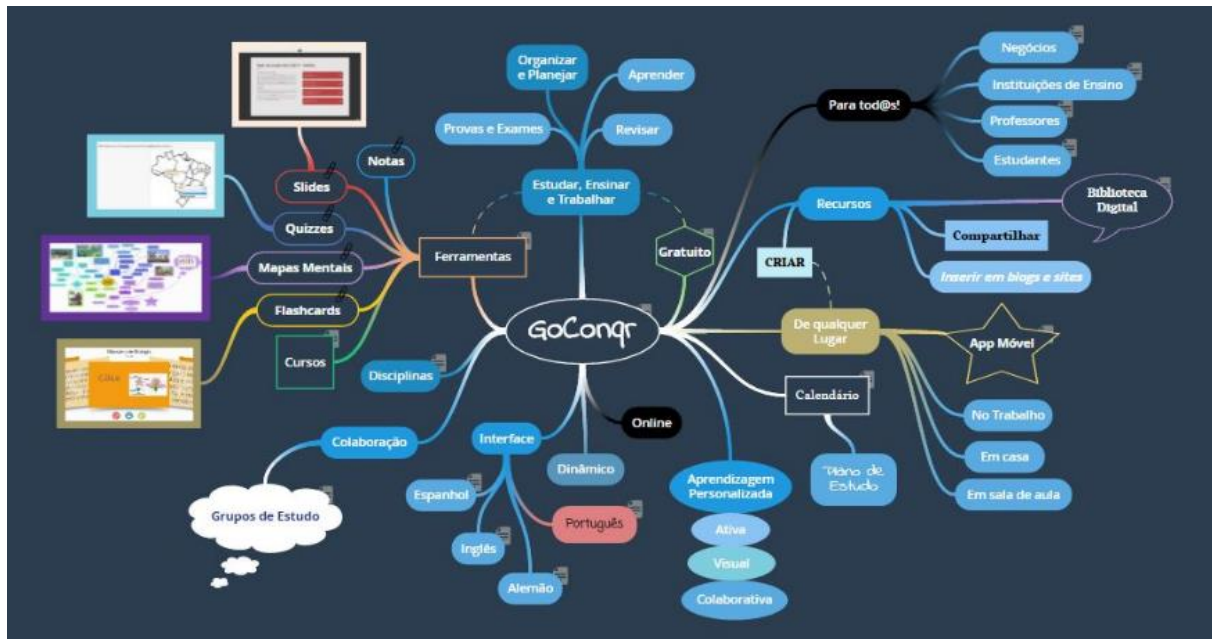 Organizar
e Planejar
Aprender
Provas e Exames
Revisar
Estudar, Ensinar
e Trabalhar
Notas
Slides
Quizzes
Mapas Mentais
Flashcards
Cursos
Ferramentas
Gratuito
GoConqr
Para tod@s!
Negócios
Instituições de Ensino
Professores
Estudantes
Recursos
Biblioteca
Digital
Compartilhar
Inserir em blogs e sites
CRIAR
De qualquer
Lugar
App Móvel
No Trabalho
Em casa
Em sala de aula
Calendário
Plano de
Estudo
Disciplinas
Colaboração
Grupos de Estudo
Interface
Espanhol
Inglês
Alemão
Português
Dinâmico
Online
Aprendizagem
Personalizada
Ativa
Visual
Colaborativa